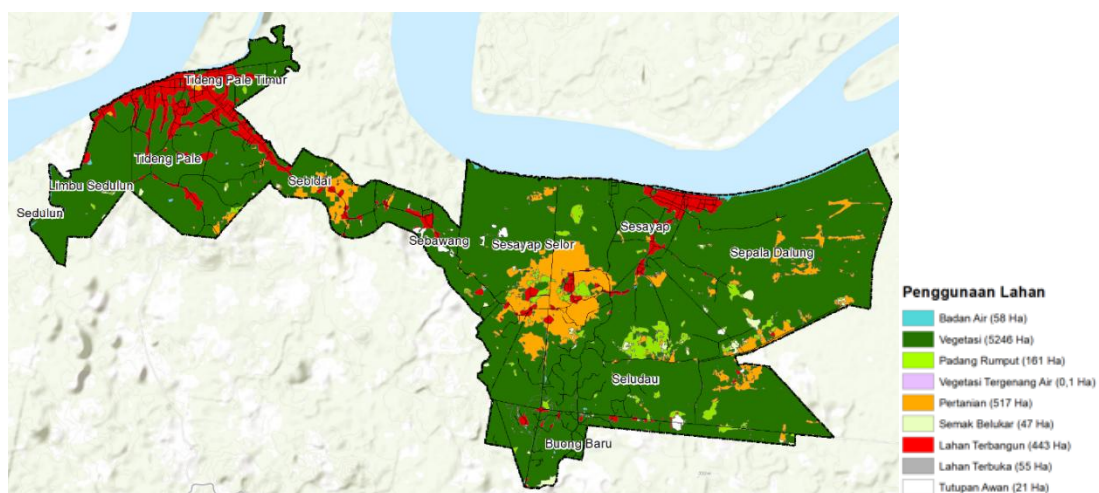 Tideng Pale Timur
Tideng Pale
Limbu Sedulun
Sedulun
Sebidai
Sebawang
Sesayap Selor
Sesayap
Sepala Dalung
Seludau
Buong Baru
Penggunaan Lahan
Badan Air (58 Ha)
Vegetasi (5246 Ha)
Padang Rumput (161 Ha)
Vegetasi Tergenang Air (0,1 Ha)
Pertanian (517 Ha)
Semak Belukar (47 Ha)
Lahan Terbangun (443 Ha)
Lahan Terbuka (55 Ha)
Tutupan Awan (21 Ha)